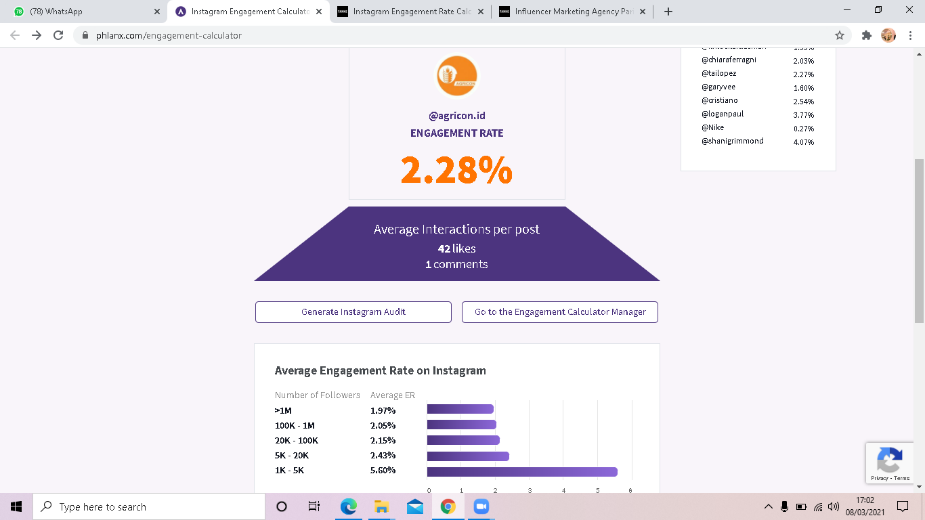 (78) WhatsApp
Instagram Engagement Calculato
Instagram Engagement Rate Calc
Influencer Marketing Agency Par
phlanx.com/engagement-calculator
@chiaraferragni 2.03%
@tailopez 2.27%
@garyvee 1.60%
@cristiano 2.54%
@loganpaul 3.77%
@Nike 0.27%
@shanigrimmond 4.07%
@agricon.id
ENGAGEMENT RATE
2.28%
Average Interactions per post
42 likes
1 comments
Generate Instagram Audit
Go to the Engagement Calculator Manager
Average Engagement Rate on Instagram
Number of Followers Average ER
>1M 1.97%
100K - 1M 2.05%
20K - 100K 2.15%
5K - 20K 2.43%
1K - 5K 5.60%
0 1 2 3 4 5 6
Privacy - Terms
Type here to search
17:02
08/03/2021